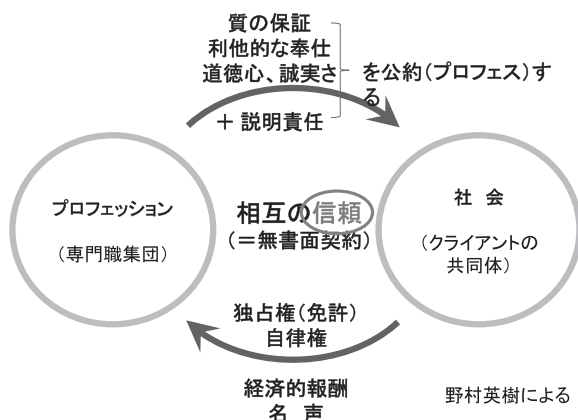 質の保証
利他的な奉仕
道徳心、誠実さ
を公約(プロフェス)す
る
+ 説明責任
プロフェッション
(専門職集団)
相互の信頼
(=無書面契約)
社 会
(クライアントの
共同体)
独占権(免許)
自律権
経済的報酬
名 声
野村英樹による